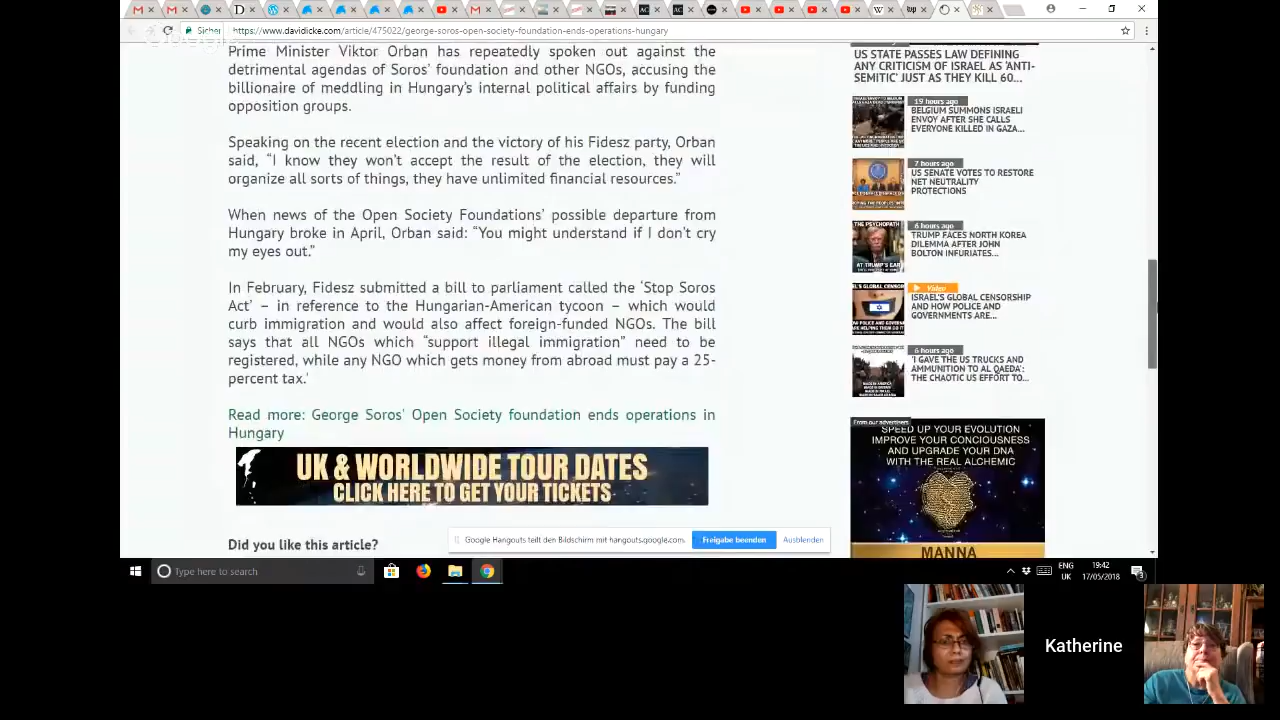 Sicher
https://www.davidicke.com/article/475022/george-soros-open-society-foundation-ends-operations-hungary
Prime Minister Viktor Orban has repeatedly spoken out against the
detrimental agendas of Soros' foundation and other NGOs, accusing the
billionaire of meddling in Hungary's internal political affairs by funding
opposition groups.
Speaking on the recent election and the victory of his Fidesz party, Orban
said, “I know they won't accept the result of the election, they will
organize all sorts of things, they have unlimited financial resources.”
When news of the Open Society Foundations' possible departure from
Hungary broke in April, Orban said: “You might understand if I don't cry
my eyes out.”
In February, Fidesz submitted a bill to parliament called the ‘Stop Soros
Act’ – in reference to the Hungarian-American tycoon – which would
curb immigration and would also affect foreign-funded NGOs. The bill
says that all NGOs which “support illegal immigration” need to be
registered, while any NGO which gets money from abroad must pay a 25-
percent tax.'
Read more: George Soros' Open Society foundation ends operations in
Hungary
UK & WORLDWIDE TOUR DATES
CLICK HERE TO GET YOUR TICKETS
Did you like this article?
US STATE PASSES LAW DEFINING
ANY CRITICISM OF ISRAEL AS 'ANTI-
SEMITIC' JUST AS THEY KILL 60...
19 hours ago
BELGIUM SUMMONS ISRAELI
ENVOY AFTER SHE CALLS
EVERYONE KILLED IN GAZA...
7 hours ago
US SENATE VOTES TO RESTORE
NET NEUTRALITY
PROTECTIONS
6 hours ago
TRUMP FACES NORTH KOREA
DILEMMA AFTER JOHN
BOLTON INFURIATES...
THE PSYCHOPATH
AT TRUMP'S EAR
Video
ISRAEL'S GLOBAL CENSORSHIP
AND HOW POLICE AND
GOVERNMENTS ARE...
6 hours ago
'I GAVE THE US TRUCKS AND
AMMUNITION TO AL QAEDA':
THE CHAOTIC US EFFORT TO...
From our advertisers
SPEED UP YOUR EVOLUTION
IMPROVE YOUR CONCIOUSNESS
AND UPGRADE YOUR DNA
WITH THE REAL ALCHEMIC
MANNA
Google Hangouts teilt den Bildschirm mit hangouts.google.com.
Freigabe beenden
Ausblenden
Type here to search
ENG
UK
19:42
17/05/2018
3
Katherine